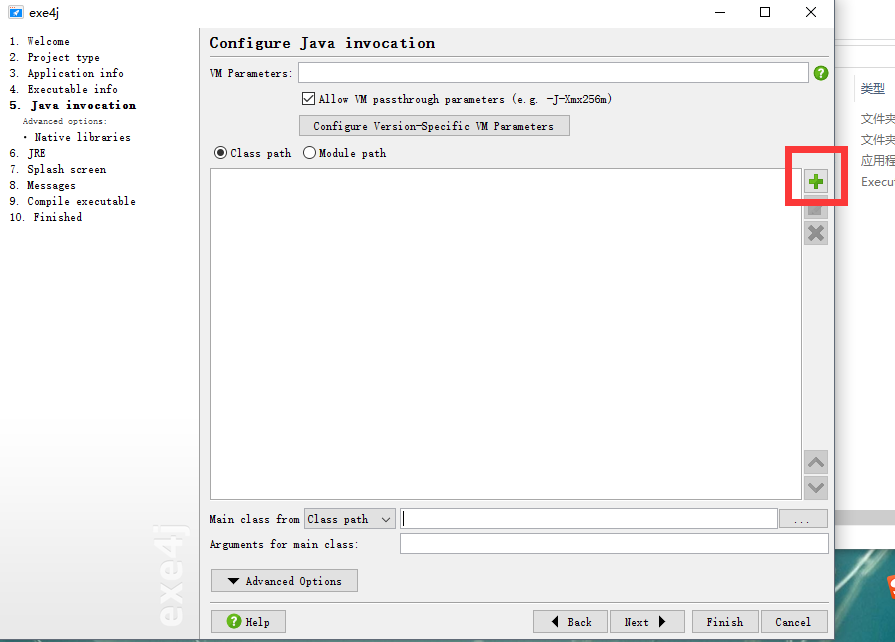 exe4j
1. Welcome
2. Project type
3. Application info
4. Executable info
5. Java invocation
Advanced options:
· Native libraries
6. JRE
7. Splash screen
8. Messages
9. Compile executable
10. Finished
exe4j
Configure Java invocation
VM Parameters:
Allow VM passthrough parameters (e.g. -J-Xmx256m)
Configure Version-Specific VM Parameters
Class path
Module path
Main class from
Class path
...
Arguments for main class:
Advanced Options
Help
Back
Next
Finish
Cancel
类型
文件夹
文件夹
应用程
Execu